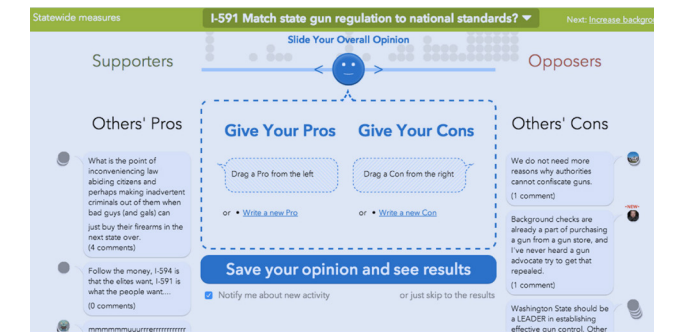 Statewide measures
I-591 Match state gun regulation to national standards?
Next: Increase backgrou
Slide Your Overall Opinion
Supporters
Opposers
Others' Pros
What is the point of
inconveniencing law
abiding citizens and
perhaps making inadvertent
criminals out of them when
bad guys (and gals) can
just buy their firearms in the
next state over.
(4 comments)
Follow the money, I-594 is
that the elites want, I-591 is
what the people want....
(0 comments)
mmmmmuuurrrerrrrrrrrrrr
Give Your Pros
Drag a Pro from the left
or • Write a new Pro
Give Your Cons
Drag a Con from the right
or • Write a new Con
Save your opinion and see results
Notify me about new activity
or just skip to the results
Others' Cons
We do not need more
reasons why authorities
cannot confiscate guns.
(1 comment)
~NEW~
Background checks are
already a part of purchasing
a gun from a gun store, and
I've never heard a gun
advocate try to get that
repealed.
(1 comment)
Washington State should be
a LEADER in establishing
effective gun control. Other